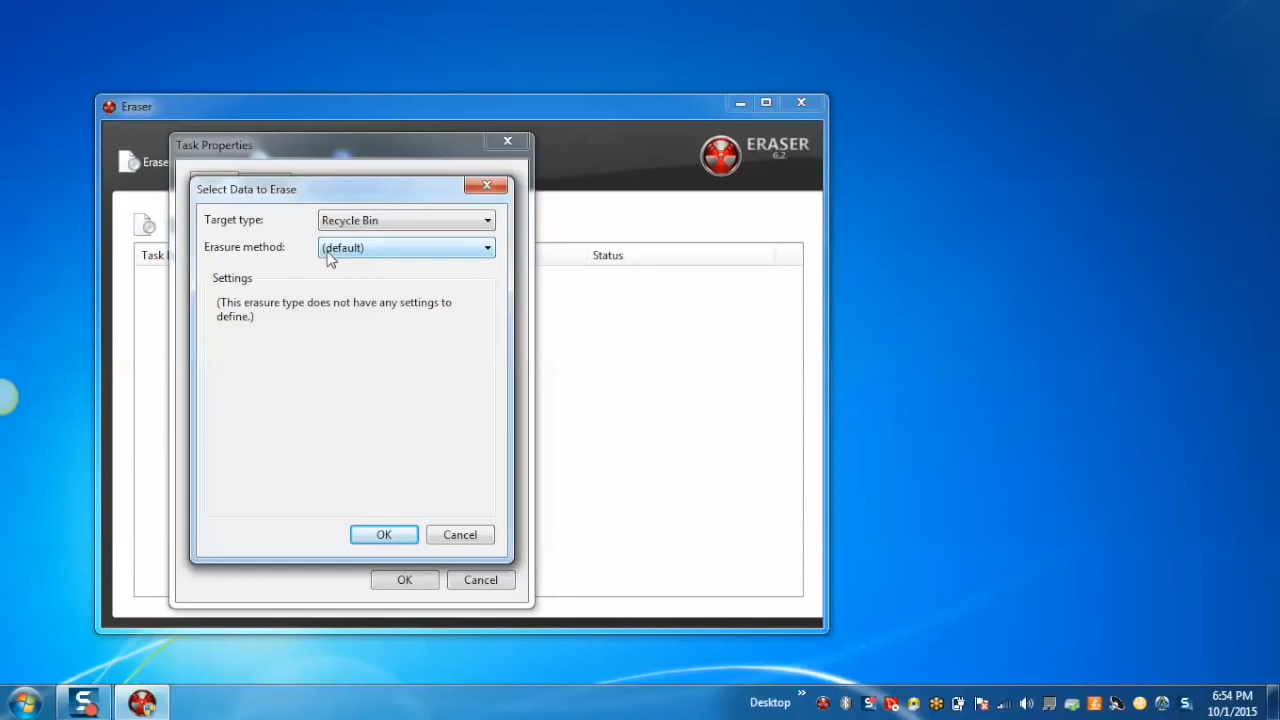 Eraser
Task Properties
Erase
ERASER
6.2
Select Data to Erase
Target type:
Recycle Bin
Erasure method:
(default)
Task
Status
Settings
(This erasure type does not have any settings to
define.)
OK
Cancel
OK
Cancel
Desktop
6:54 PM
10/1/2015